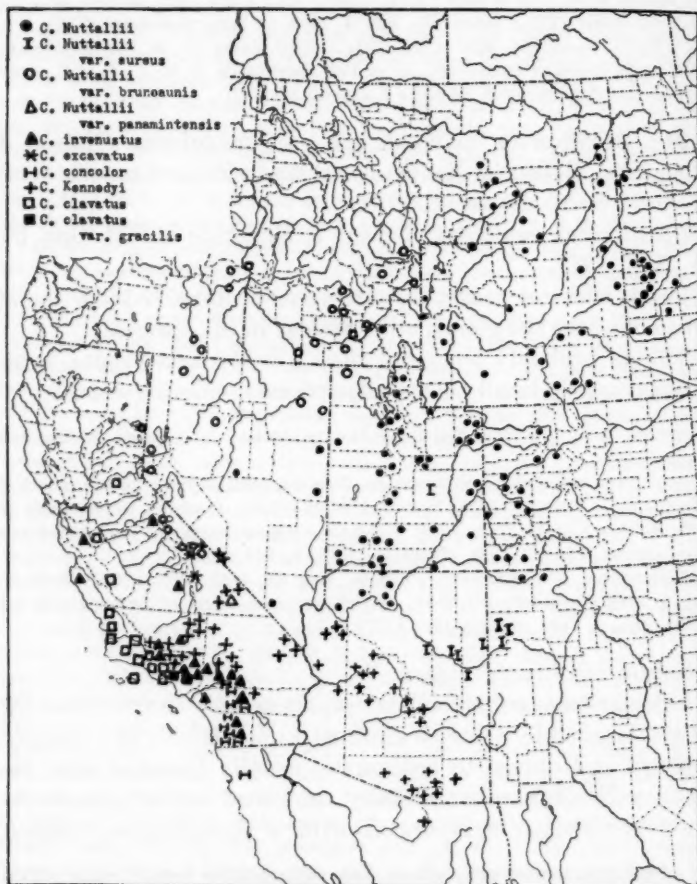 C. Nuttallii
C. Nuttallii
var. aureus
C. Nuttallii
var. brunoaunis
C. Nuttallii
var. panamintensis
C. invenustus
C. excavatus
C. concolor
C. Kennedyi
C. clavatus
C. clavatus
var. gracilis